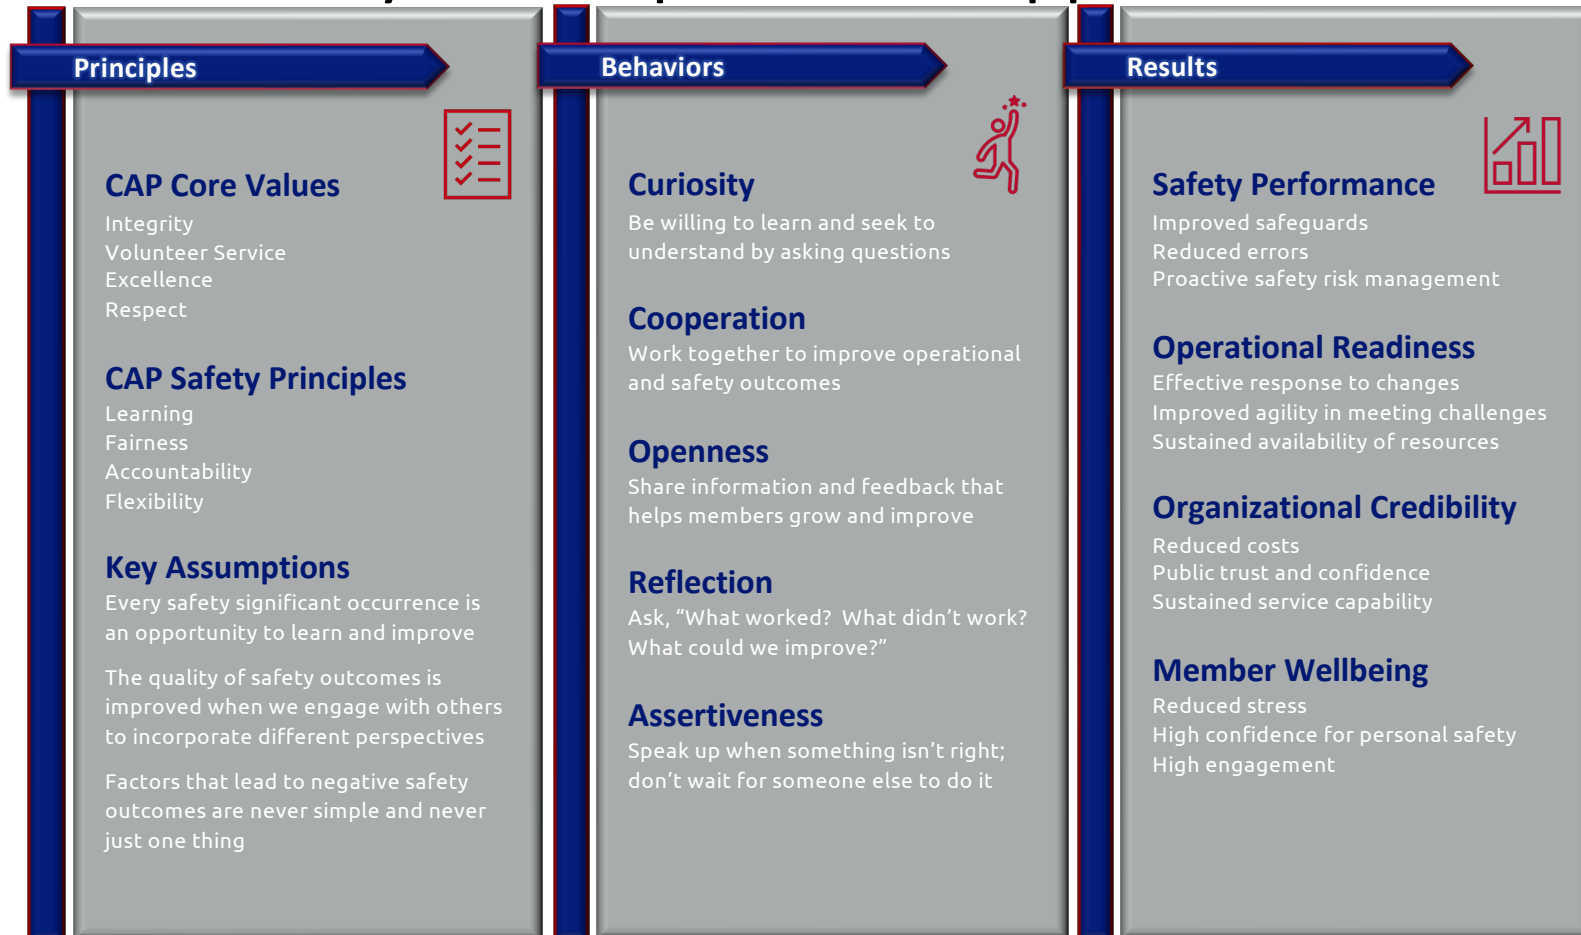 Principles
CAP Core Values
Integrity
Volunteer Service
Excellence
Respect
CAP Safety Principles
Learning
Fairness
Accountability
Flexibility
Key Assumptions
Every safety significant occurrence is
an opportunity to learn and improve
The quality of safety outcomes is
improved when we engage with others
to incorporate different perspectives
Factors that lead to negative safety
outcomes are never simple and never
just one thing
Behaviors
Curiosity
Be willing to learn and seek to
understand by asking questions
Cooperation
Work together to improve operational
and safety outcomes
Openness
Share information and feedback that
helps members grow and improve
Reflection
Ask, “What worked?  What didn’t work?
What could we improve?”
Assertiveness
Speak up when something isn’t right;
don’t wait for someone else to do it
Results
Safety Performance
Improved safeguards
Reduced errors
Proactive safety risk management
Operational Readiness
Effective response to changes
Improved agility in meeting challenges
Sustained availability of resources
Organizational Credibility
Reduced costs
Public trust and confidence
Sustained service capability
Member Wellbeing
Reduced stress
High confidence for personal safety
High engagement